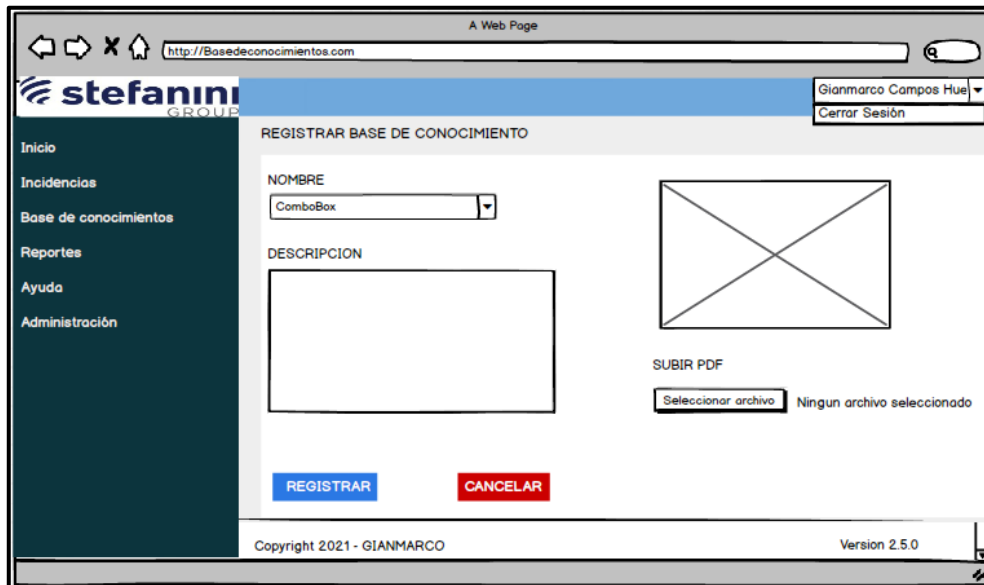 A Web Page
http://Basedeconocimientos.com
stefanini
GROUP
Gianmarco Campos Hue
Cerrar Sesión
REGISTRAR BASE DE CONOCIMIENTO
Inicio
Incidencias
Base de conocimientos
Reportes
Ayuda
Administración
NOMBRE
ComboBox
DESCRIPCION
SUBIR PDF
Seleccionar archivo Ningun archivo seleccionado
REGISTRAR CANCELAR
Copyright 2021 - GIANMARCO Version 2.5.0